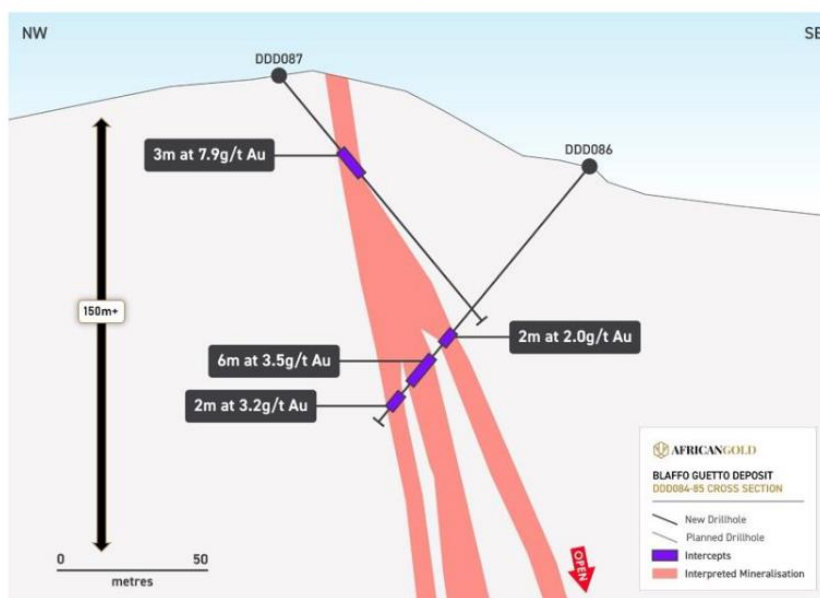 NW
SE
DDD087
DDD086
3m at 7.9g/t Au
150m+
2m at 2.0g/t Au
6m at 3.5g/t Au
2m at 3.2g/t Au
0 50
metres
OPEN
AFRICANGOLD
BLAFFO GUETTO DEPOSIT
DDD084-85 CROSS SECTION
New Drillhole
Planned Drillhole
Intercepts
Interpreted Mineralisation